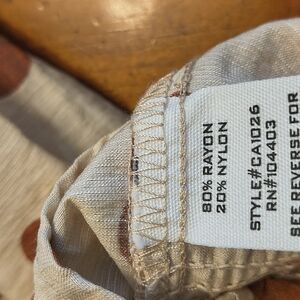 80% RAYON
20% NYLON
STYLE#CA1026
RN#104403
SEE REVERSE FOR